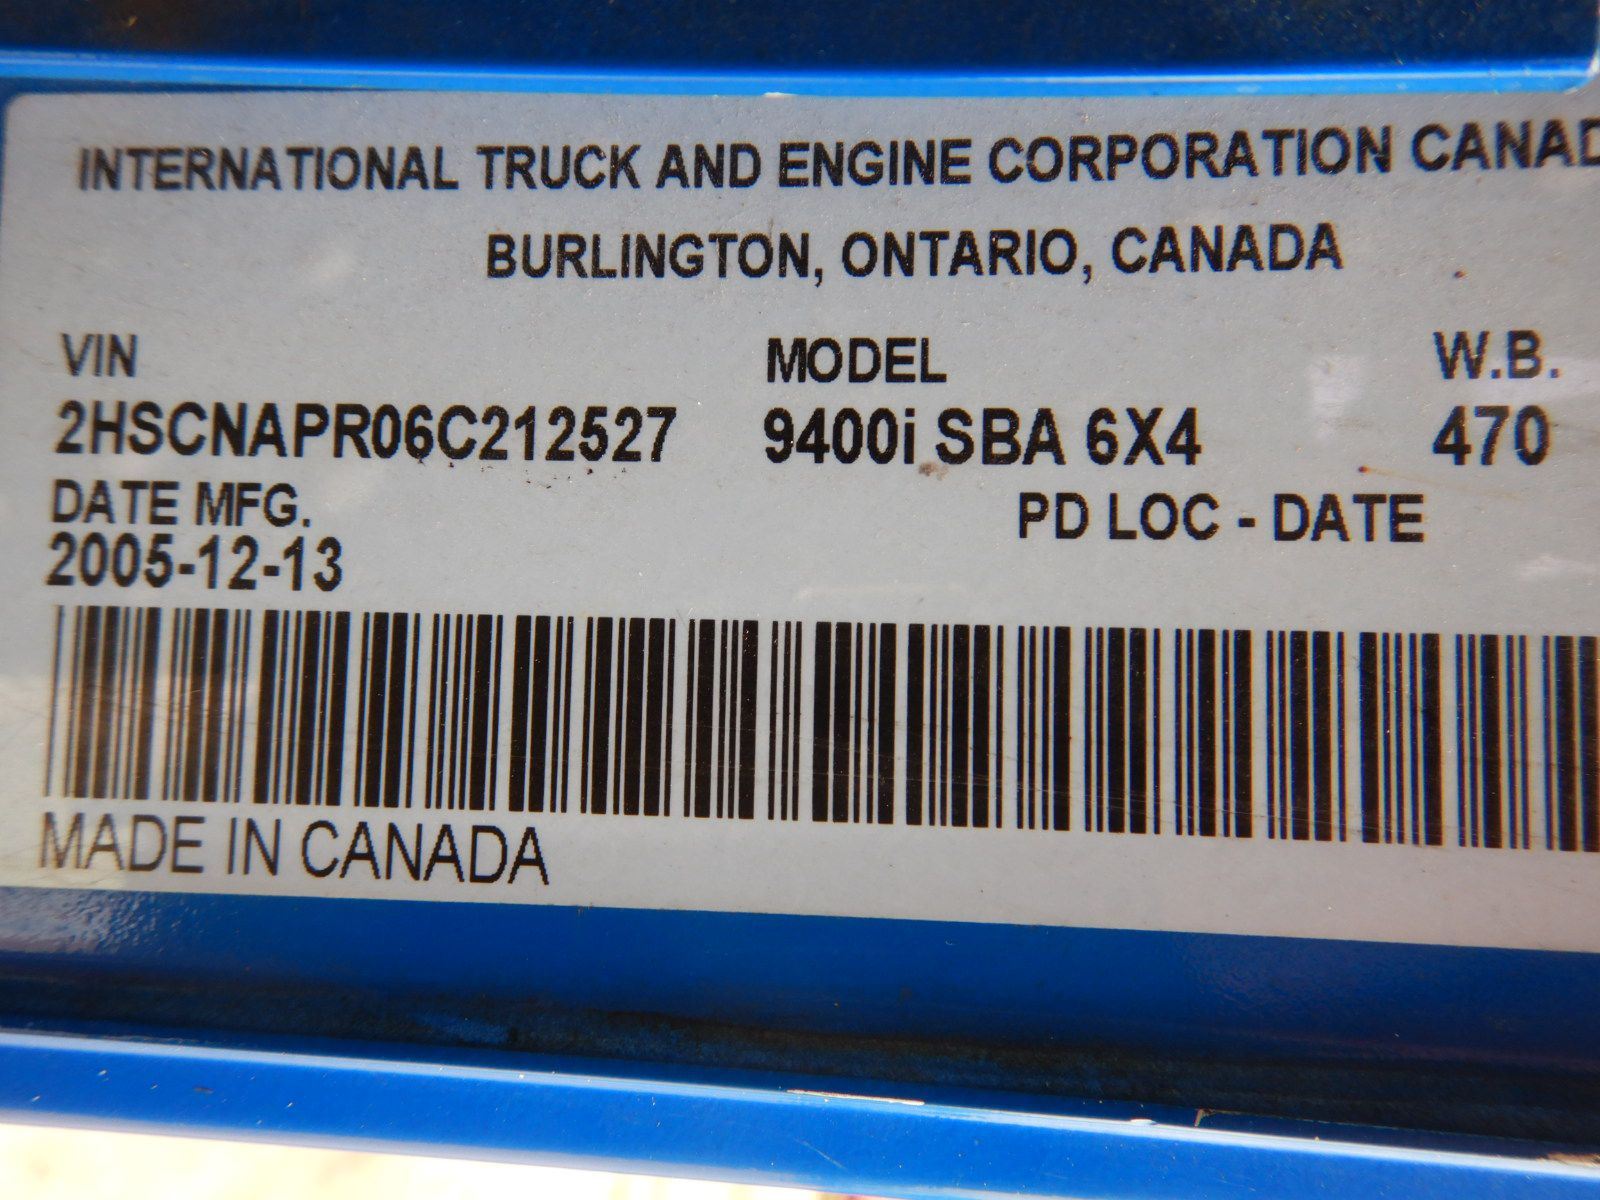 INTERNATIONAL TRUCK AND ENGINE CORPORATION CANAD
BURLINGTON, ONTARIO, CANADA
VIN MODEL W.B.
2HSCNAPR06C212527 9400i SBA 6X4 470
DATE MFG. PD LOC - DATE
2005-12-13
MADE IN CANADA